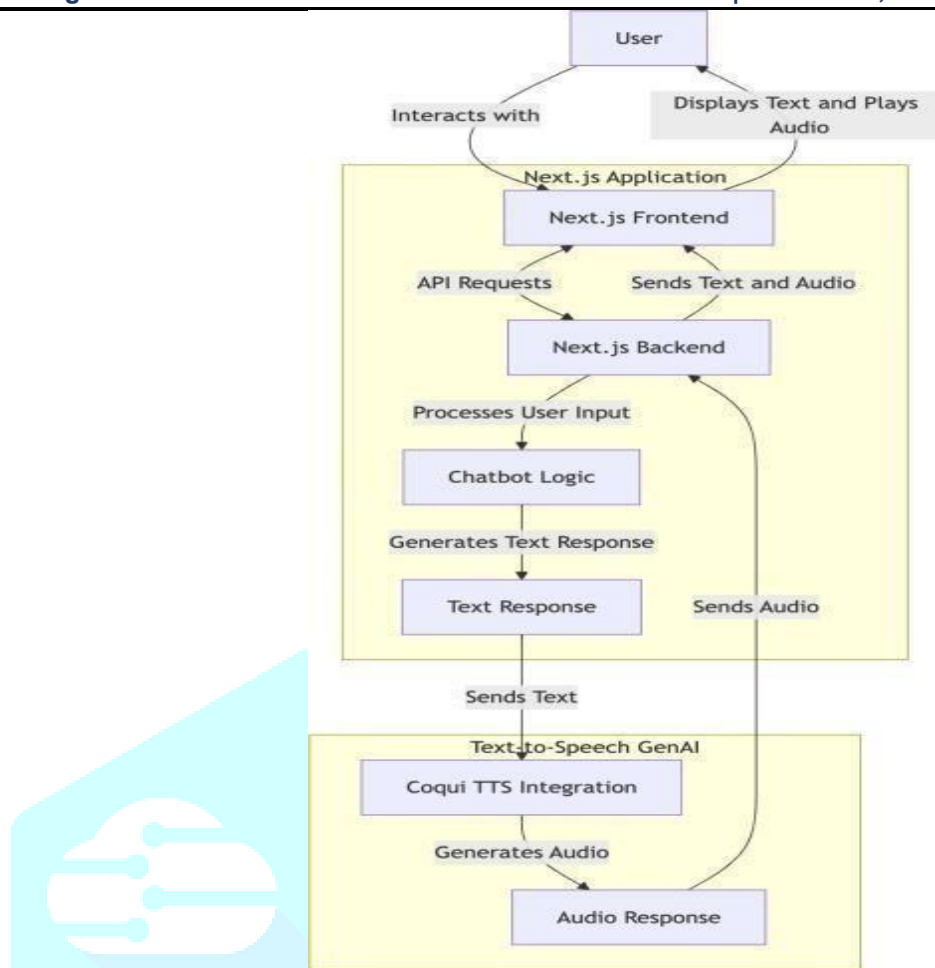 User
Interacts with
Displays Text and Plays
Audio
Next.js Application
Next.js Frontend
API Requests
Sends Text and Audio
Next.js Backend
Processes User Input
Chatbot Logic
Generates Text Response
Text Response
Sends Audio
Sends Text
Text-to-Speech GenAI
Coqui TTS Integration
Generates Audio
Audio Response